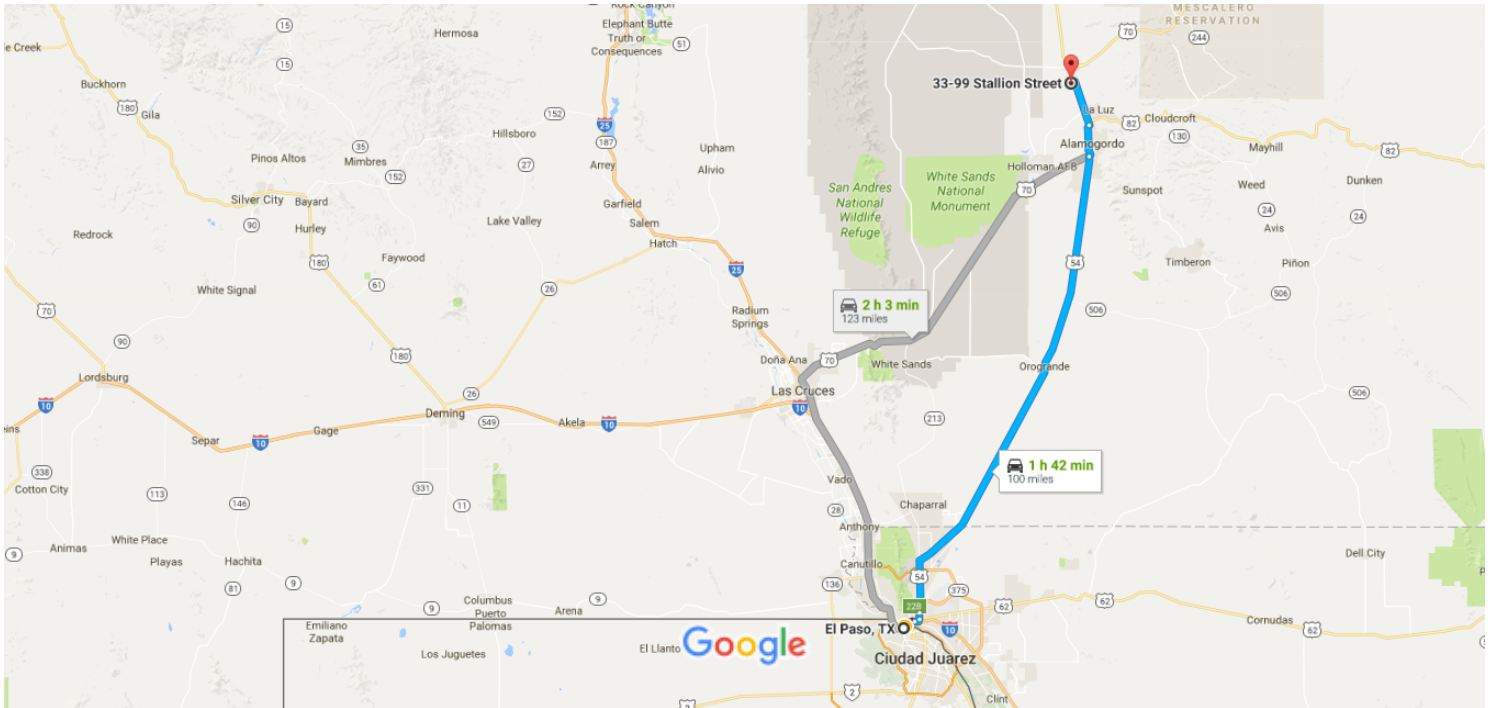 Rock Canyon
Elephant Butte
Truth or
Consequences
51
MESCALERO
RESERVATION
244
70
15
Hermosa
Creek
15
Buckhorn
180
Gila
33-99 Stallion Street
La Luz
82
Cloudcroft
130
Mayhill
82
Alamogordo
Holloman AFB
70
152
25
187
Hillsboro
Upham
Alivio
Arrey
27
35
Pinos Altos
Mimbres
152
San Andres
National
Wildlife
Refuge
White Sands
National
Monument
Sunspot
Weed
Dunken
24
24
Avis
Silver City
Bayard
90
Hurley
Garfield
Salem
Lake Valley
Hatch
Redrock
180
Faywood
61
25
54
Timberon
Piñon
506
506
White Signal
26
70
Radium
Springs
2 h 3 min
123 miles
90
180
Doña Ana
70
White Sands
Orogrande
Lordsburg
26
Las Cruces
10
10
Deming
549
Akela
10
213
506
Separ
10
Gage
1 h 42 min
100 miles
338
Cotton City
113
146
331
11
Vado
28
Chaparral
Anthony
9
Animas
White Place
Playas
Hachita
81
9
Canutillo
136
54
375
Dell City
9
Columbus
Puerto
Palomas
Arena
9
228
62
62
Emiliano
Zapata
El Paso, TX
10
Cornudas
62
Los Juguetes
El Llanto
Google
Ciudad Juárez
2
2
Clint